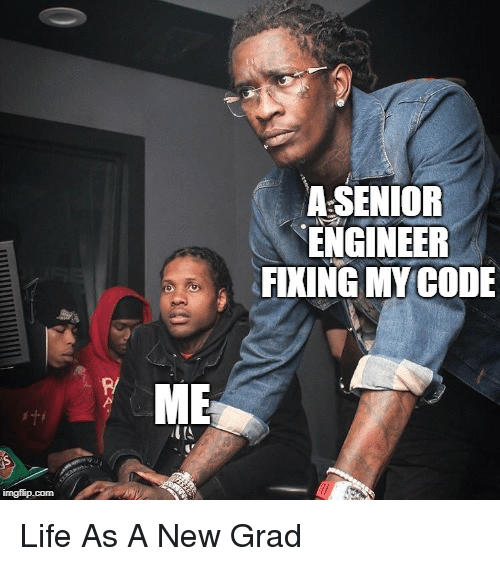 A SENIOR
ENGINEER
FIXING MY CODE
ME
imgflip.com
Life As A New Grad